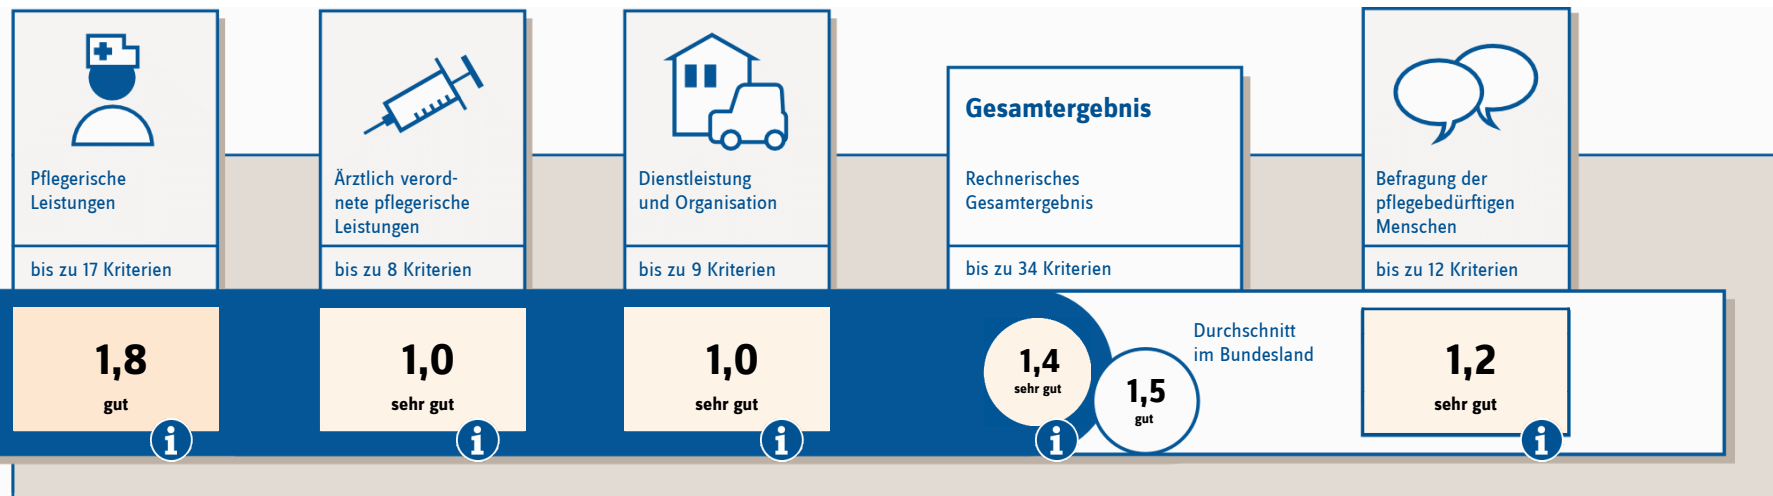 Pflegerische
Leistungen
bis zu 17 Kriterien
1,8
gut
i
Ärztlich verord-
nete pflegerische
Leistungen
bis zu 8 Kriterien
1,0
sehr gut
i
Dienstleistung
und Organisation
bis zu 9 Kriterien
1,0
sehr gut
i
Gesamtergebnis
Rechnerisches
Gesamtergebnis
bis zu 34 Kriterien
1,4
sehr gut
i
1,5
gut
Durchschnitt
im Bundesland
Befragung der
pflegebedürftigen
Menschen
bis zu 12 Kriterien
1,2
sehr gut
i